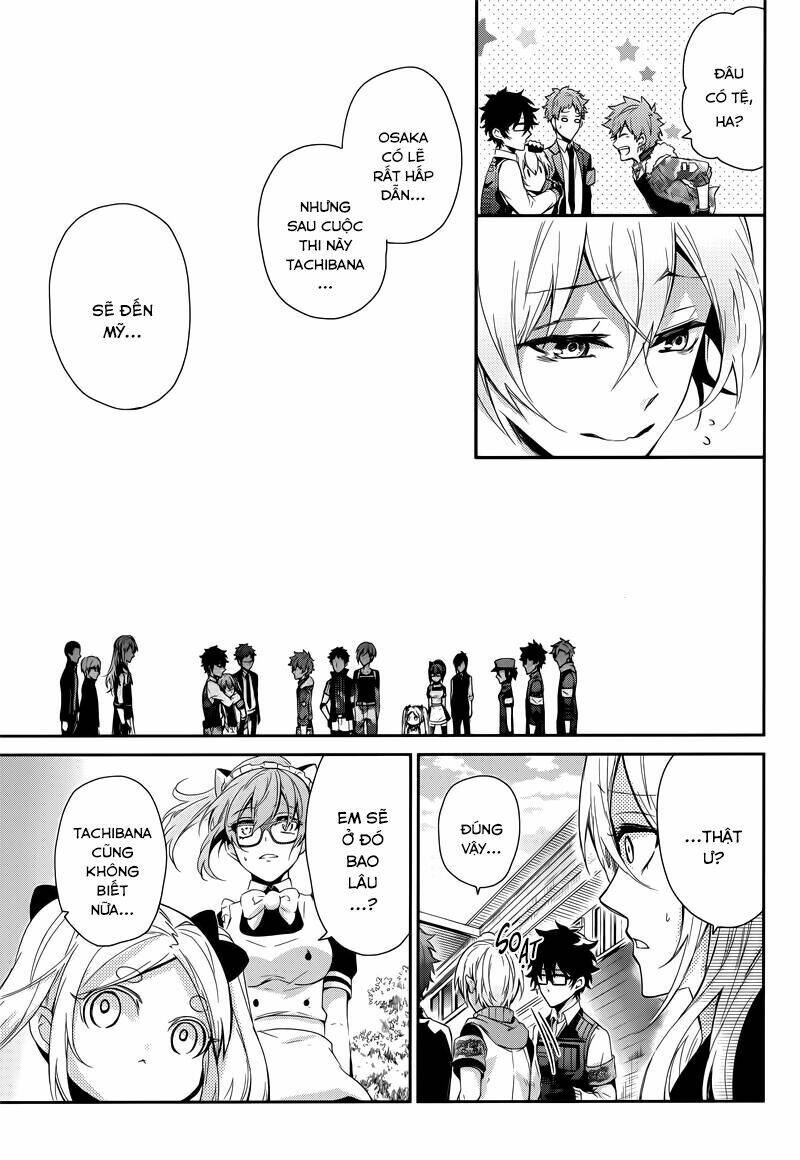 ĐÂU
CÓ TỆ,
HA?
OSAKA
CÓ LẼ
RẤT HẤP
DẪN...
NHƯNG
SAU CUỘC
THI NÀY
TACHIBANA
...
SẼ ĐẾN
MỸ...
...THẬT
Ư?
ĐÚNG
VẬY...
SOẠT
EM SẼ
Ở ĐÓ
BAO
LÂU
...?
TACHIBANA
CŨNG
KHÔNG
BIẾT
NỮA...